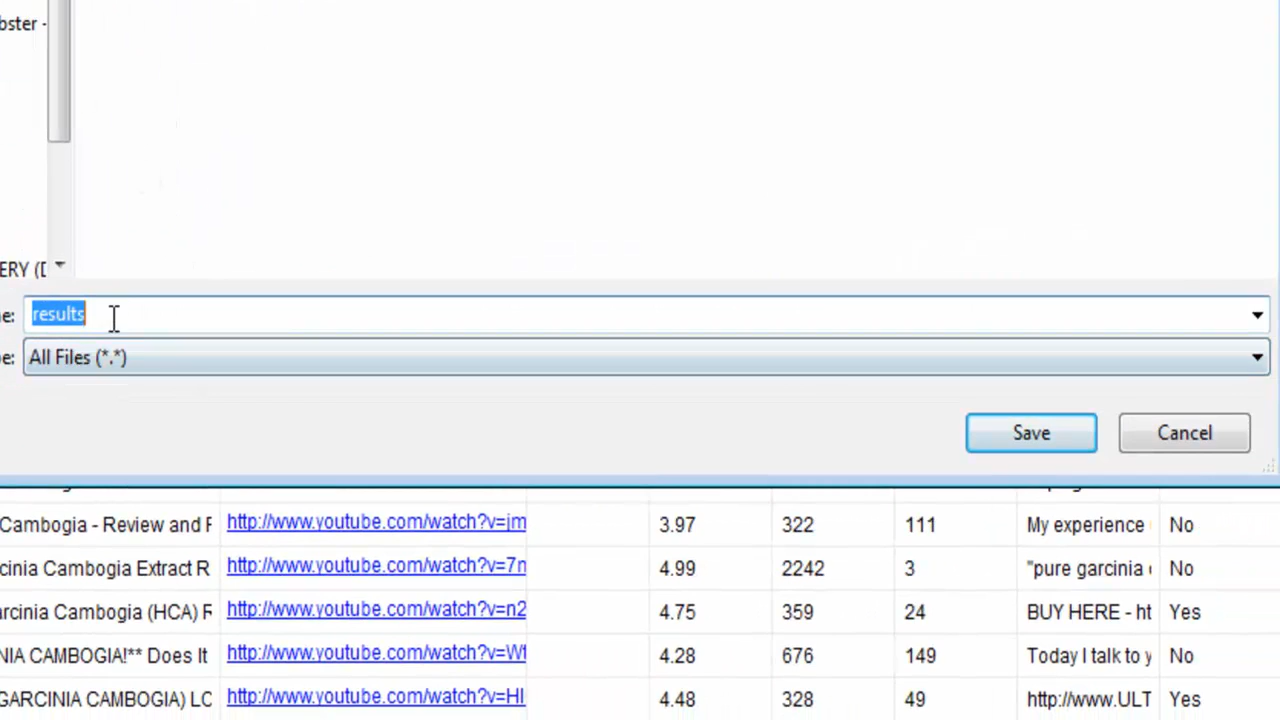 bster -
ERY (D
e: results
e: All Files (*.*)
Save Cancel
Cambogia - Review and F http://www.youtube.com/watch?v=jm 3.97 322 111 My experience No
cinia Cambogia Extract R http://www.youtube.com/watch?v=7n 4.99 2242 3 "pure garcinia No
arcinia Cambogia (HCA) R http://www.youtube.com/watch?v=n2 4.75 359 24 BUY HERE - ht Yes
NIA CAMBOGIA!** Does It http://www.youtube.com/watch?v=Wt 4.28 676 149 Today I talk to y No
GARCINIA CAMBOGIA) LO http://www.youtube.com/watch?v=HI 4.48 328 49 http://www.ULT Yes